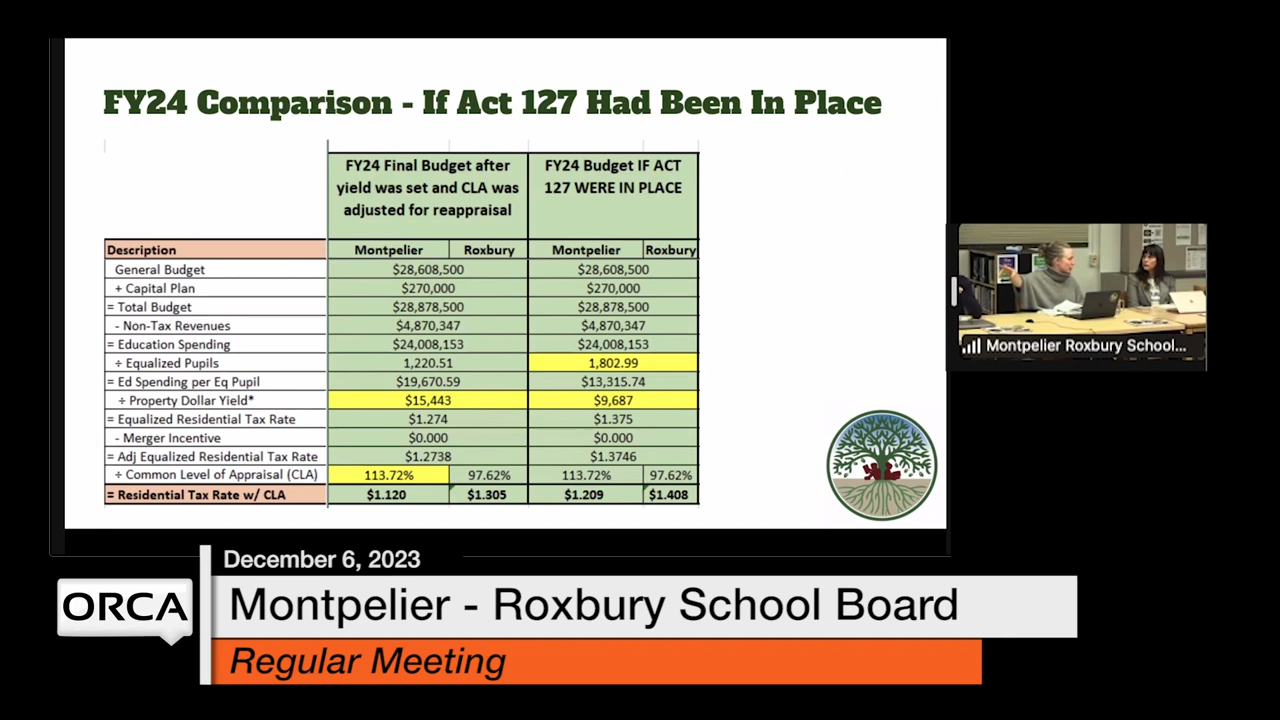 FY24 Comparison - If Act 127 Had Been In Place
FY24 Final Budget after yield was set and CLA was adjusted for reappraisal FY24 Budget IF ACT 127 WERE IN PLACE
Description Montpelier Roxbury Montpelier Roxbury
General Budget $28,608,500 $28,608,500
+ Capital Plan $270,000 $270,000
= Total Budget $28,878,500 $28,878,500
- Non-Tax Revenues $4,870,347 $4,870,347
= Education Spending $24,008,153 $24,008,153
÷ Equalized Pupils 1,220.51 1,802.99
= Ed Spending per Eq Pupil $19,670.59 $13,315.74
÷ Property Dollar Yield* $15,443 $9,687
= Equalized Residential Tax Rate $1.274 $1.375
- Merger Incentive $0.000 $0.000
= Adj Equalized Residential Tax Rate $1.2738 $1.3746
÷ Common Level of Appraisal (CLA) 113.72% 97.62% 113.72% 97.62%
= Residential Tax Rate w/ CLA $1.120 $1.305 $1.209 $1.408
Montpelier Roxbury School...
December 6, 2023
ORCA
Montpelier - Roxbury School Board
Regular Meeting